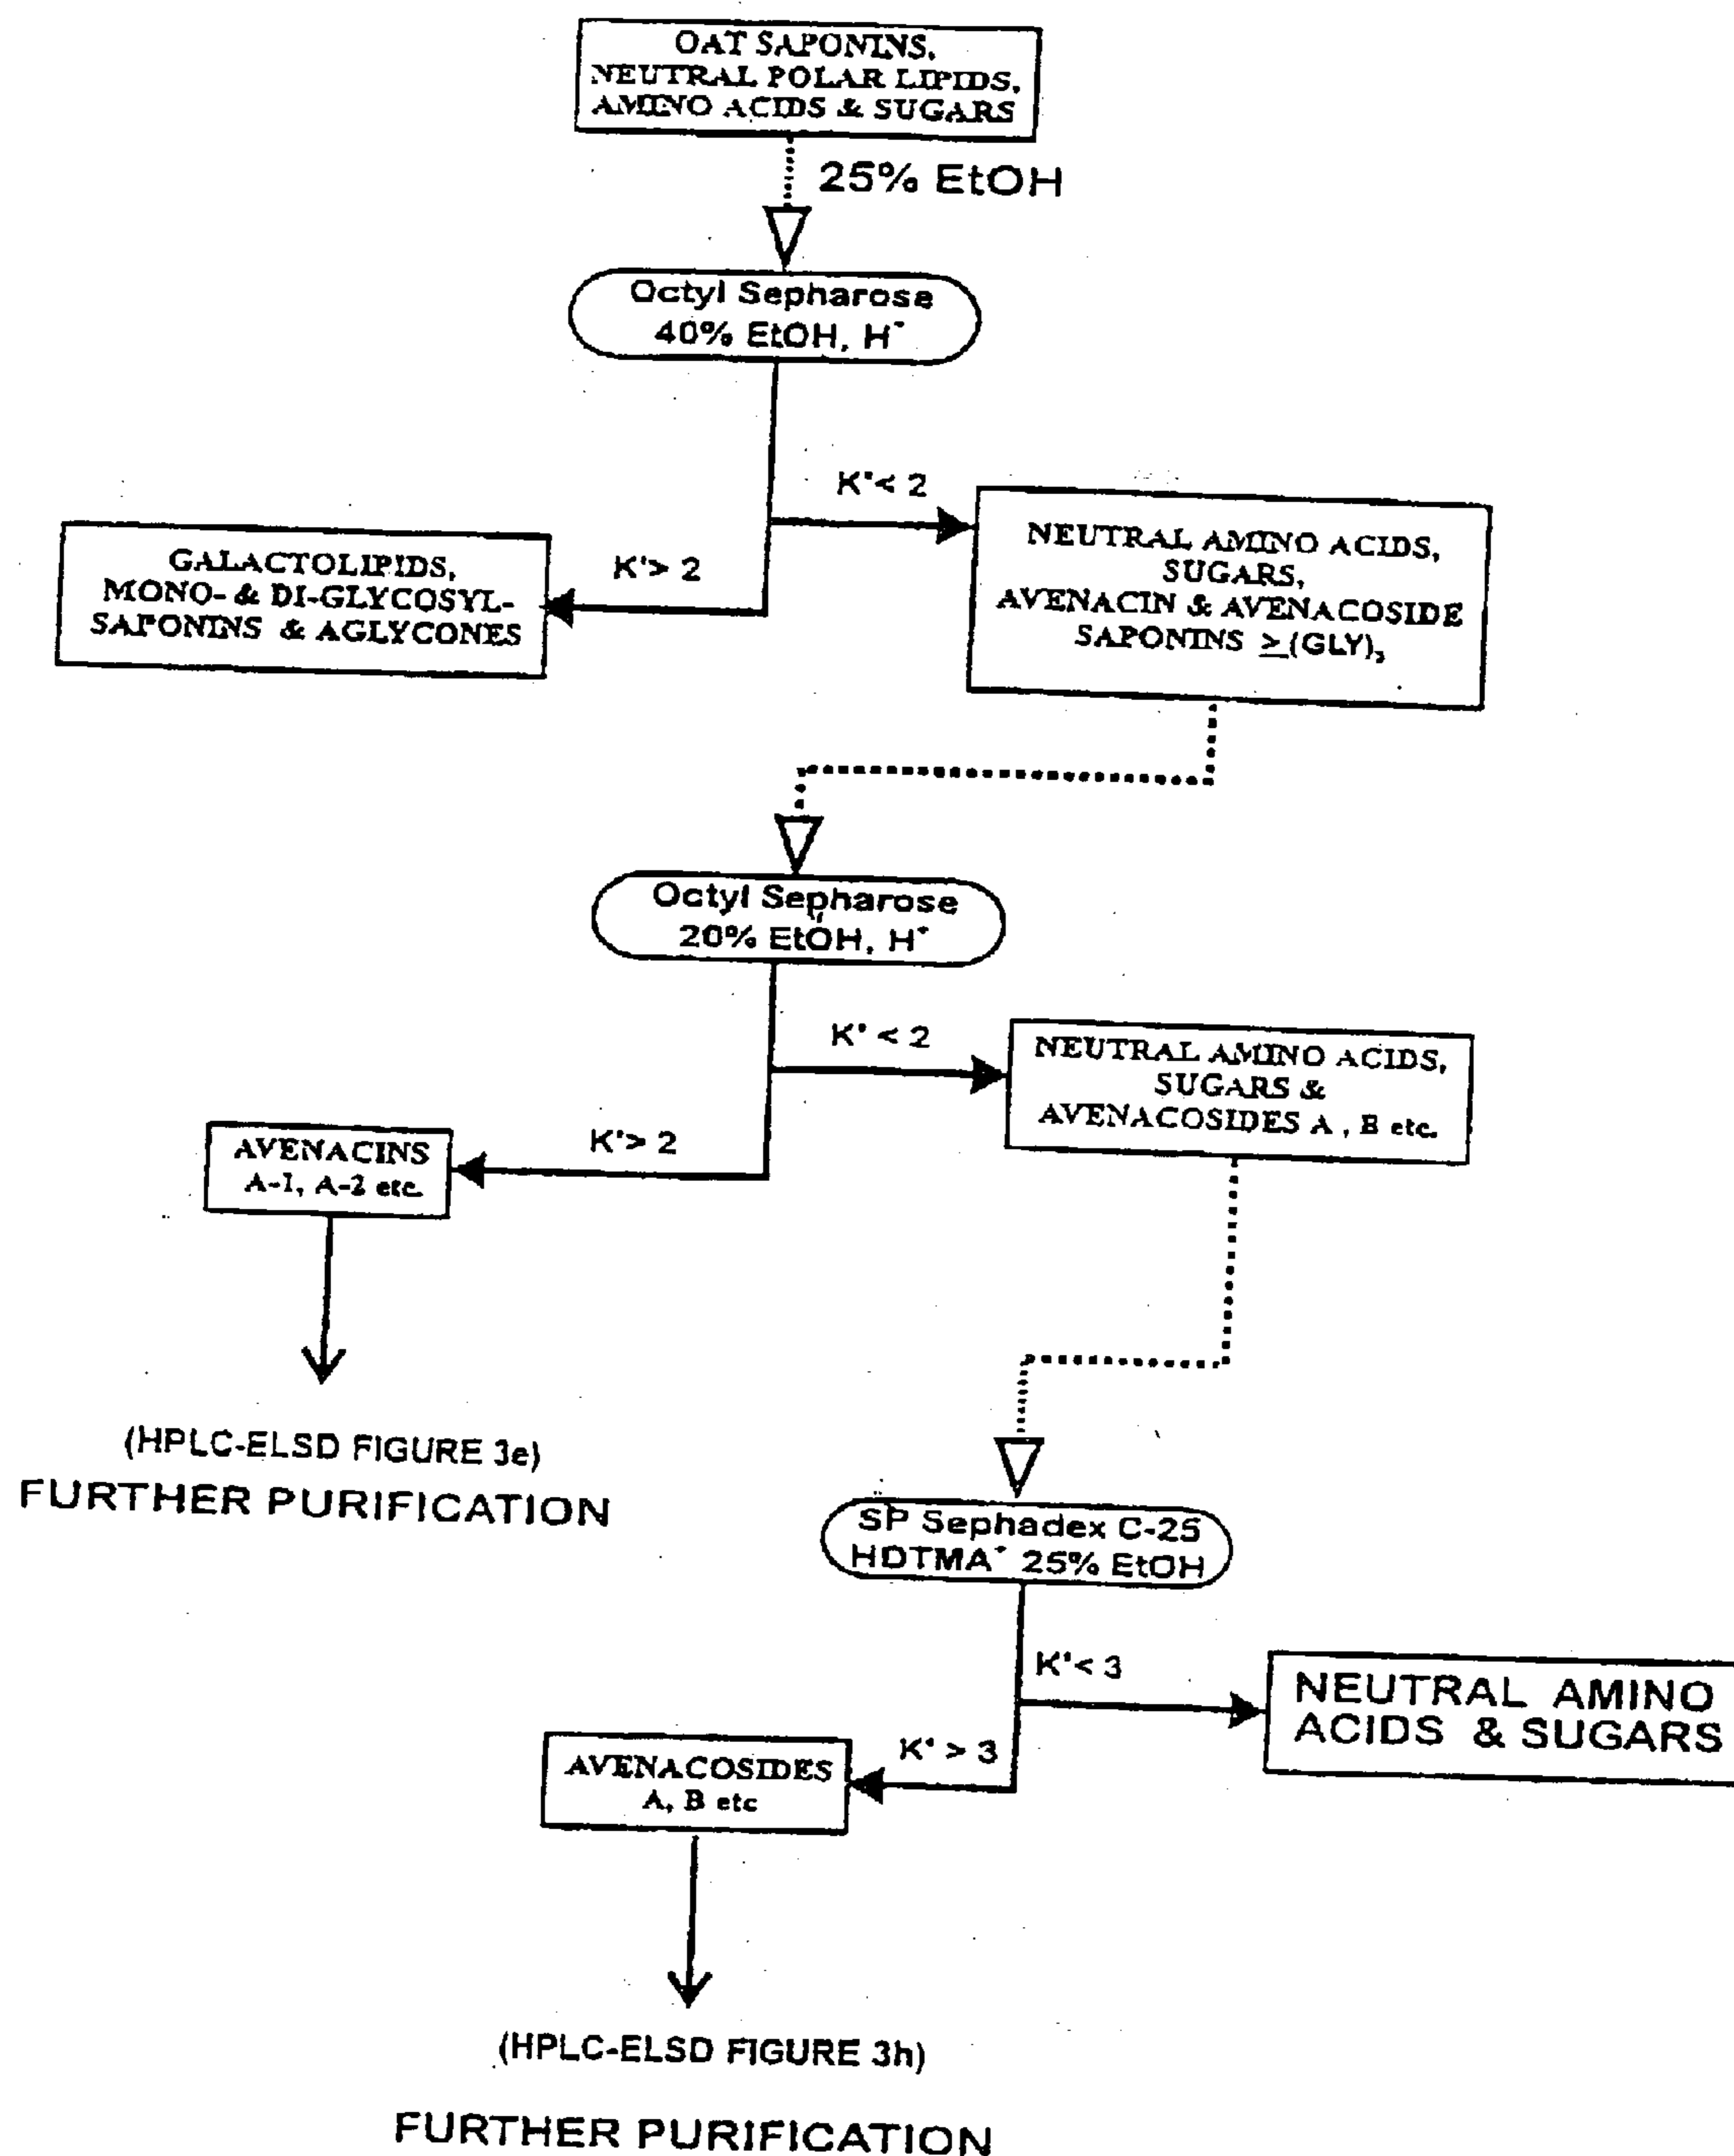 OAT SAPONINS,
NEUTRAL POLAR LIPIDS,
AMINO ACIDS & SUGARS
25% EtOH
Octyl Sepharose
40% EtOH, H⁺
K'< 2
K'> 2
GALACTOLIPIDS,
MONO- & DI-GLYCOSYL-
SAPONINS & AGLYCONES
NEUTRAL AMINO ACIDS,
SUGARS,
AVENACIN & AVENACOSIDE
SAPONINS ≥(GLY)₃
Octyl Sepharose
20% EtOH, H⁺
K' < 2
K'> 2
NEUTRAL AMINO ACIDS,
SUGARS &
AVENACOSIDES A , B etc.
AVENACINS
A-1, A-2 etc.
(HPLC-ELSD FIGURE 3e)
FURTHER PURIFICATION
SP Sephadex C-25
HDTMA⁺ 25% EtOH
K'< 3
K' > 3
NEUTRAL AMINO
ACIDS & SUGARS
AVENACOSIDES
A, B etc
(HPLC-ELSD FIGURE 3h)
FURTHER PURIFICATION